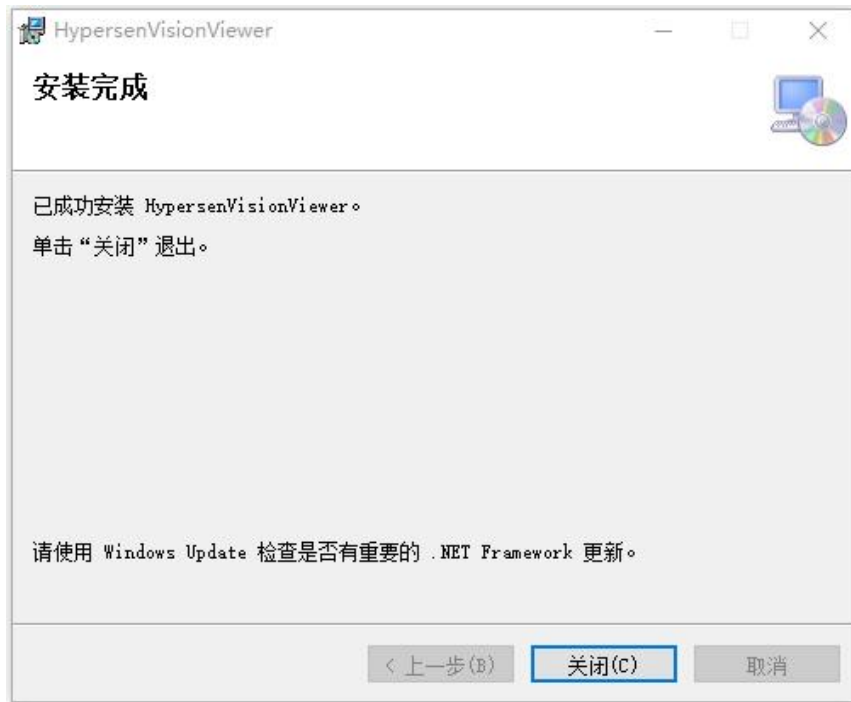 HypersenVisionViewer
安装完成
已成功安装 HypersenVisionViewer。
单击“关闭”退出。
请使用 Windows Update 检查是否有重要的 .NET Framework 更新。
< 上一步(B)
关闭(C)
取消